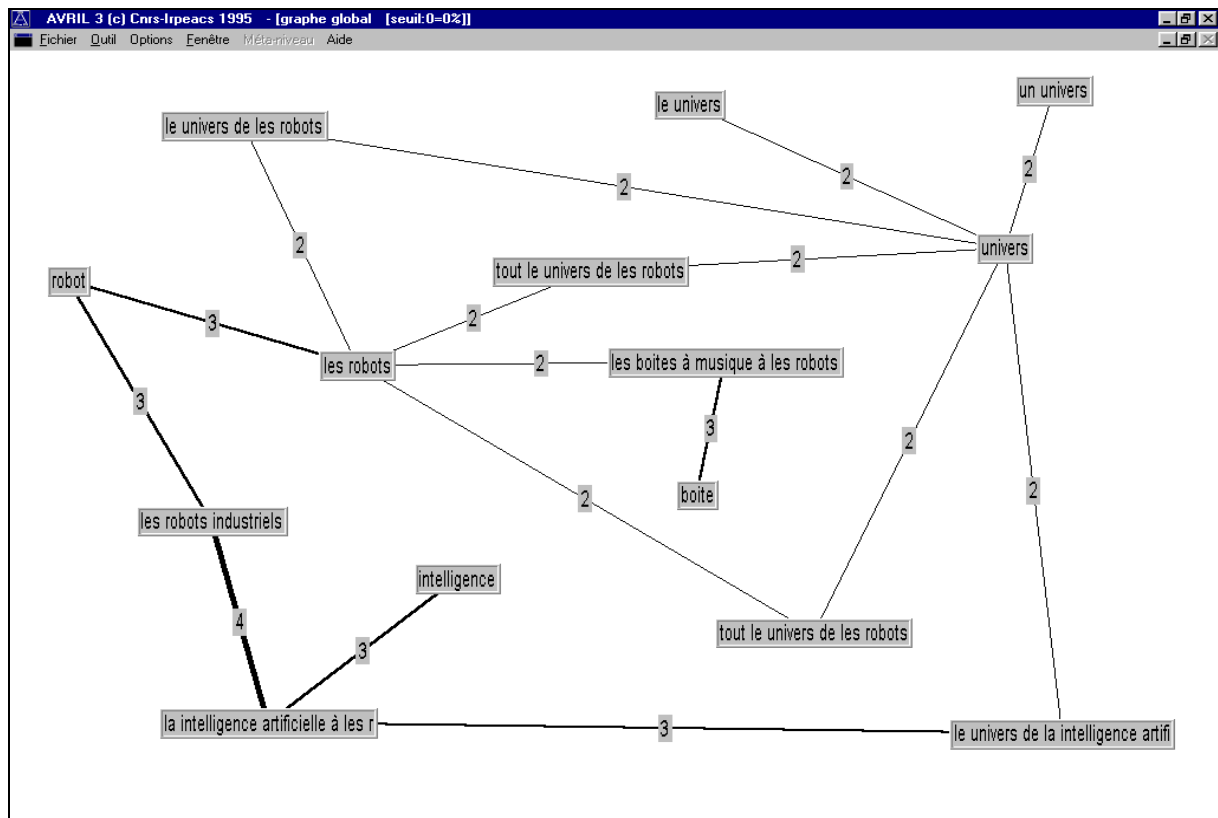 AVRIL 3 (c) Cnrs-Irpeacs 1995 - [graphe global [seuil:0=0%]]
Fichier Outil Options Fenêtre Méta-niveau Aide
un univers
le univers
le univers de les robots
2
2
2
2
univers
2
tout le univers de les robots
robot
2
3
les robots
2
les boites à musique à les robots
3
3
2
boite
2
2
les robots industriels
intelligence
4
tout le univers de les robots
3
la intelligence artificielle à les r
3
le univers de la intelligence artifi